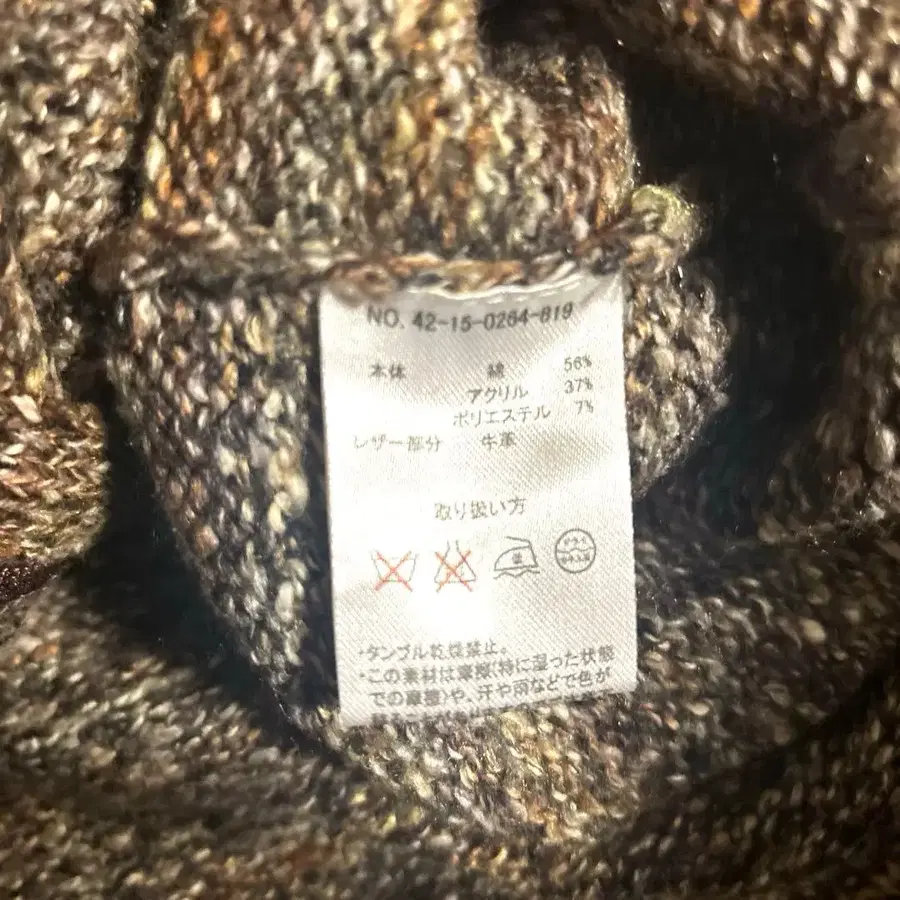 NO. 42-15-0264-619
本体 綿 56%
アクリル 37%
ポリエステル 7%
レザー部分 牛革
取り扱い方
・タンブル乾燥禁止。
・この素材は摩擦(特に湿った状態
での摩擦)や、汗や雨などで色が